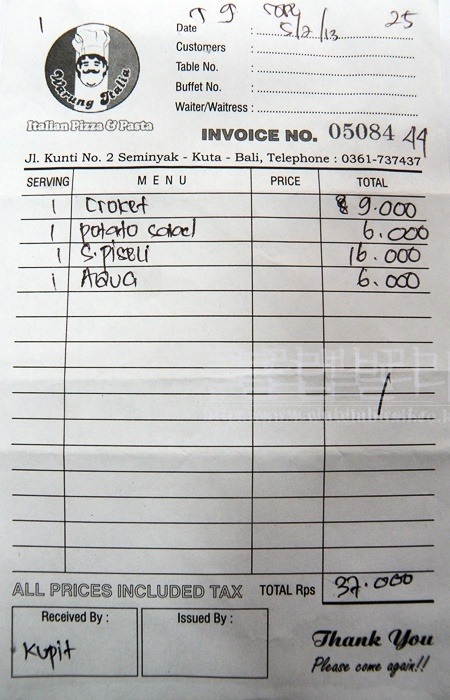 1 T 9 COPY 25
Date : 5/2/13
Customers :
Table No. :
Buffet No. :
Waiter/Waitress :
Warung Italia
Italian Pizza & Pasta
INVOICE NO. 05084 44
Jl. Kunti No. 2 Seminyak - Kuta - Bali, Telephone : 0361-737437
SERVING MENU PRICE TOTAL
1 Croket 9.000
1 potato salad 6.000
1 S.piseli 16.000
1 Aqua 6.000
ALL PRICES INCLUDED TAX TOTAL Rps 37.000
Received By : Issued By :
Kupit
Thank You
Please come again!!